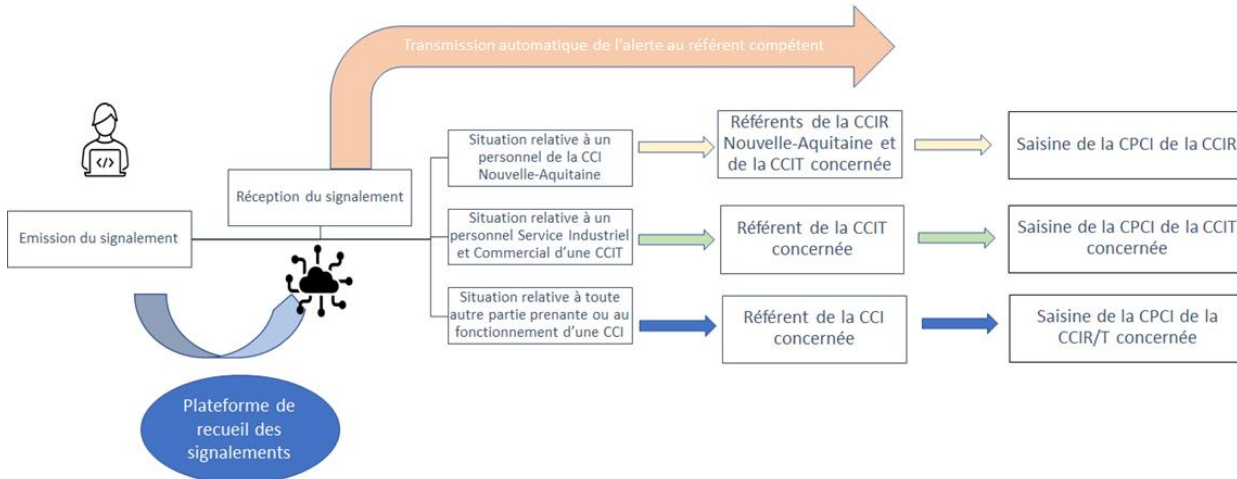 Transmission automatique de l'alerte au référent compétent
Emission du signalement
Réception du signalement
Situation relative à un
personnel de la CCI
Nouvelle-Aquitaine
Référents de la CCIR
Nouvelle-Aquitaine et
de la CCIT concernée
Saisine de la CPCI de la CCIR
Situation relative à un
personnel Service Industriel
et Commercial d'une CCIT
Référent de la CCIT
concernée
Saisine de la CPCI de la CCIT
concernée
Situation relative à toute
autre partie prenante ou au
fonctionnement d'une CCI
Référent de la CCI
concernée
Saisine de la CPCI de la
CCIR/T concernée
Plateforme de
recueil des
signalements